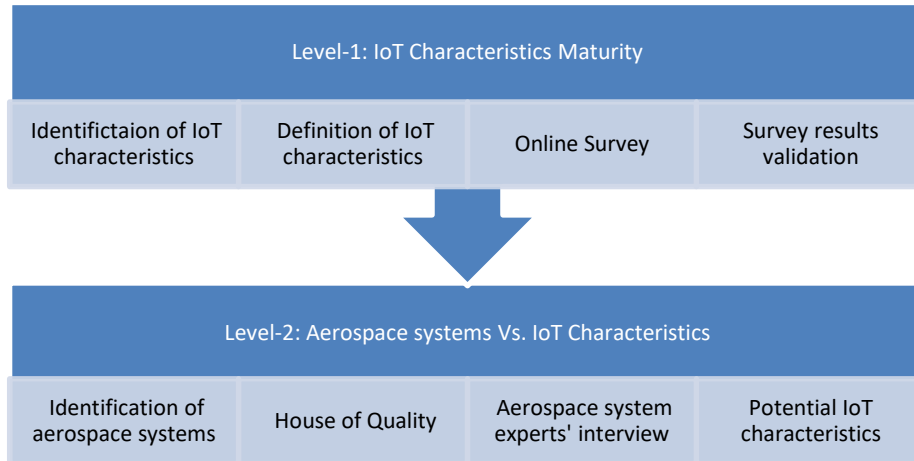 Level-1: IoT Characteristics Maturity
Identifictaion of IoT
characteristics
Definition of IoT
characteristics
Online Survey
Survey results
validation
Level-2: Aerospace systems Vs. IoT Characteristics
Identification of
aerospace systems
House of Quality
Aerospace system
experts' interview
Potential IoT
characteristics